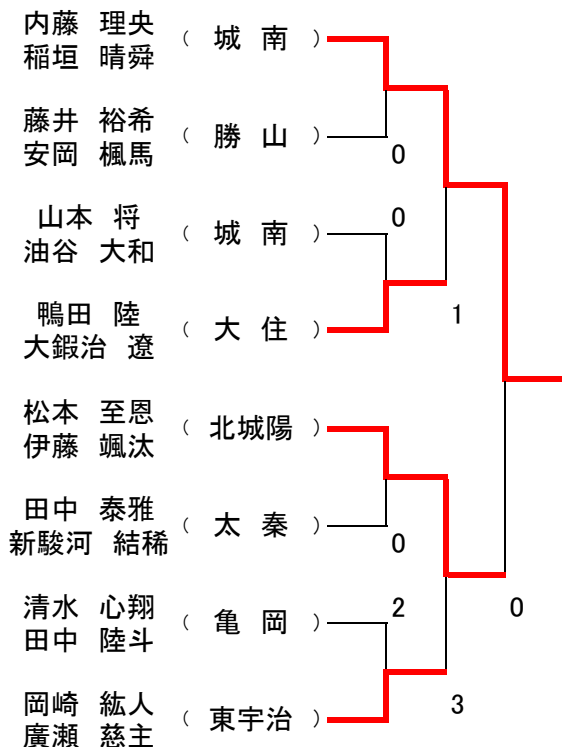 内藤 理央
稲垣 晴舜
( 城 南 )
藤井 裕希
安岡 楓馬
( 勝 山 )
0
山本 将
油谷 大和
( 城 南 )
0
鴨田 陸
大鍜治 遼
( 大 住 )
1
松本 至恩
伊藤 颯汰
( 北城陽 )
田中 泰雅
新駿河 結稀
( 太 秦 )
0
清水 心翔
田中 陸斗
( 亀 岡 )
2
0
岡崎 紘人
廣瀬 慈主
( 東宇治 )
3